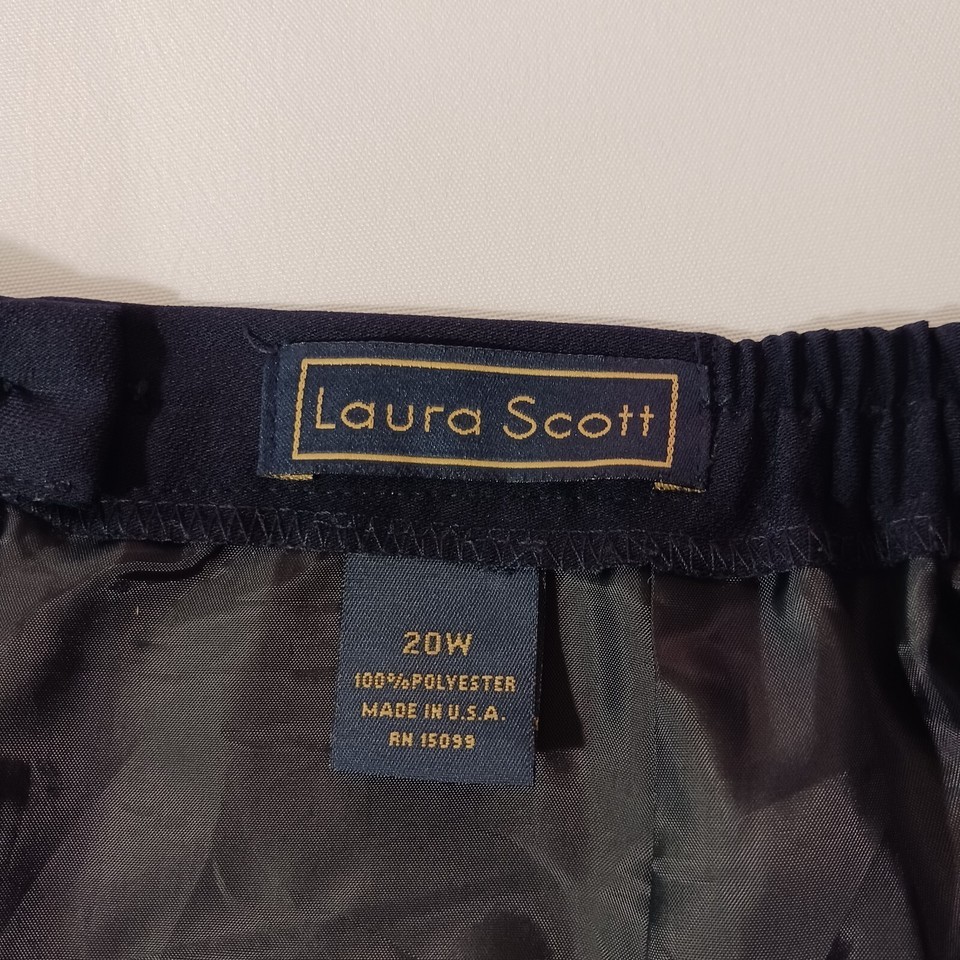 Laura Scott
20W
100%POLYESTER
MADE IN U.S.A.
RN 15099